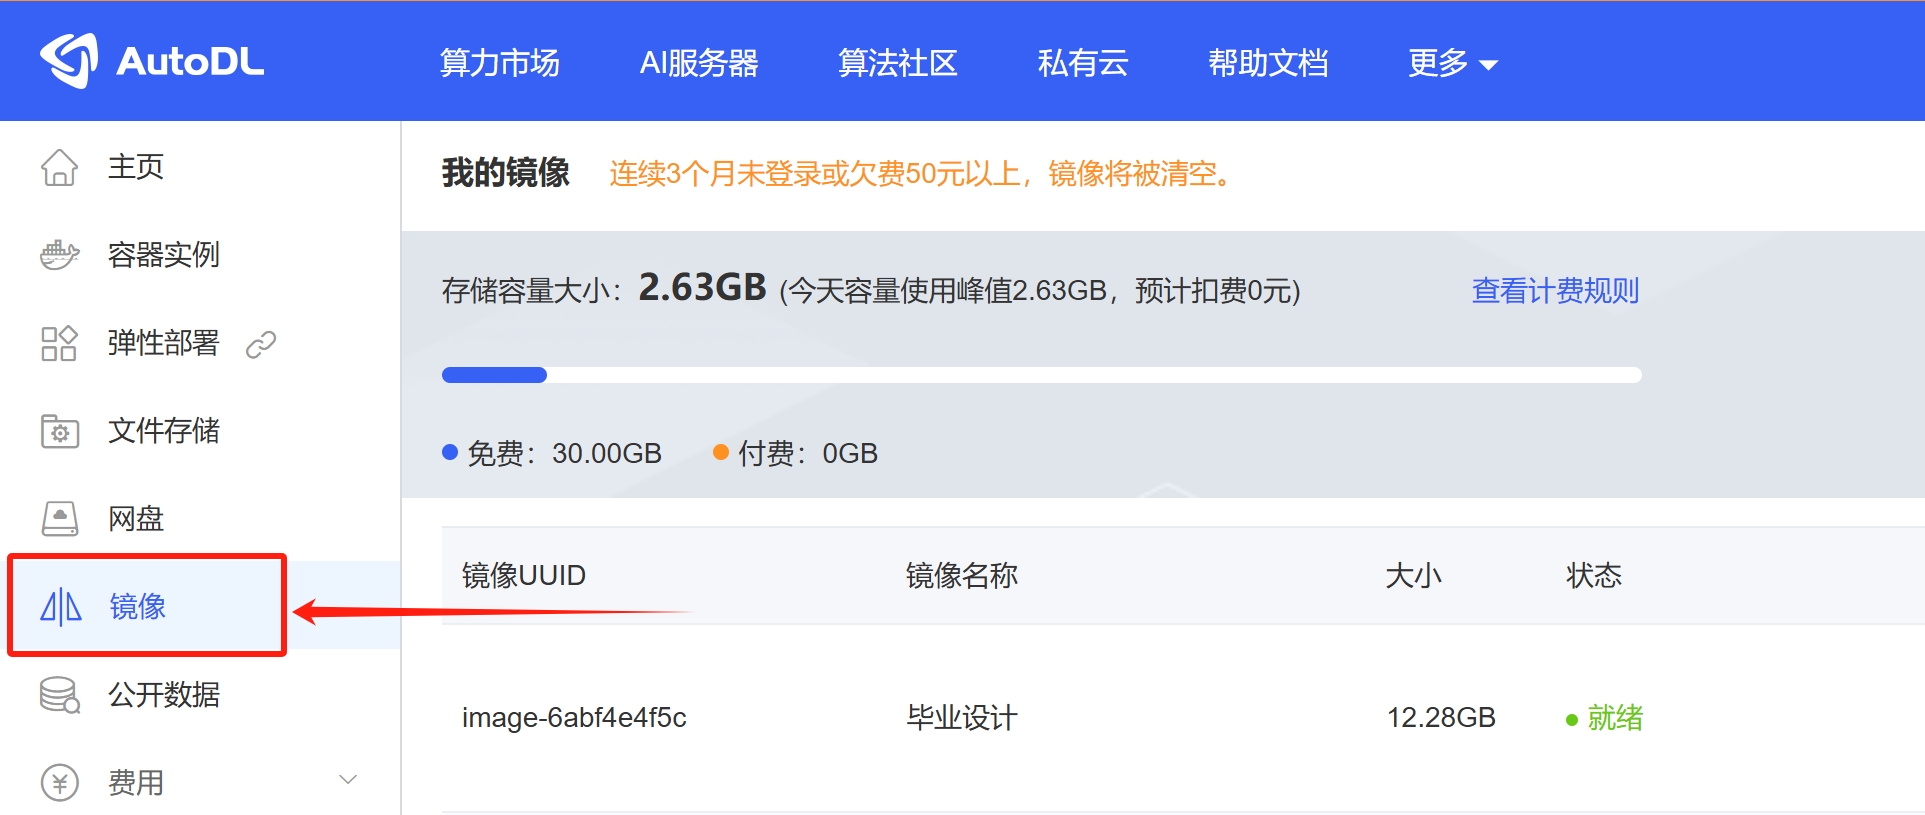 AutoDL
算力市场 AI服务器 算法社区 私有云 帮助文档 更多
主页
容器实例
弹性部署
文件存储
网盘
镜像
公开数据
费用
我的镜像 连续3个月未登录或欠费50元以上，镜像将被清空。
存储容量大小：2.63GB (今天容量使用峰值2.63GB，预计扣费0元) 查看计费规则
免费：30.00GB 付费：0GB
镜像UUID 镜像名称 大小 状态
image-6abf4e4f5c 毕业设计 12.28GB 就绪